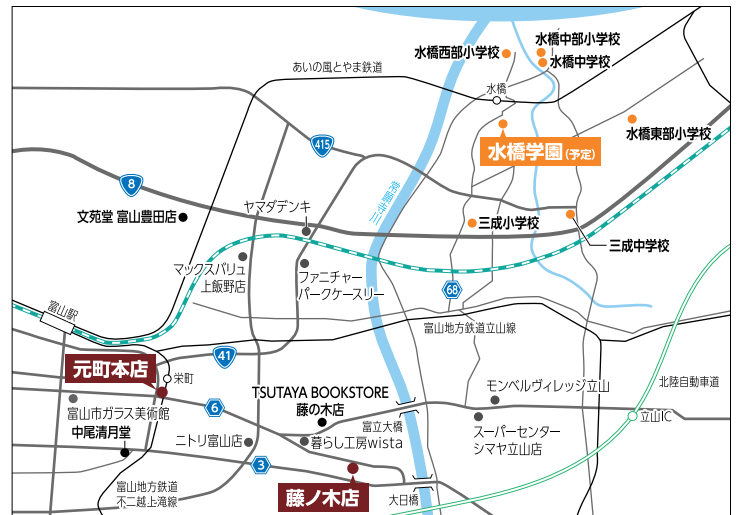 水橋中部小学校
水橋西部小学校
水橋中学校
あいの風とやま鉄道
水橋
415
水橋東部小学校
水橋学園(予定)
8
常願寺川
ヤマダデンキ
文苑堂 富山豊田店
三成小学校
三成中学校
マックスバリュ
上飯野店
ファニチャー
パークケースリー
68
富山駅
富山地方鉄道立山線
41
元町本店
栄町
モンベルヴィレッジ立山
北陸自動車道
TSUTAYA BOOKSTORE
藤の木店
6
富山市ガラス美術館
立山IC
中尾清月堂
ニトリ富山店
暮らし工房wista
富立大橋
スーパーセンター
シマヤ立山店
3
藤ノ木店
大日橋
富山地方鉄道
不二越上滝線